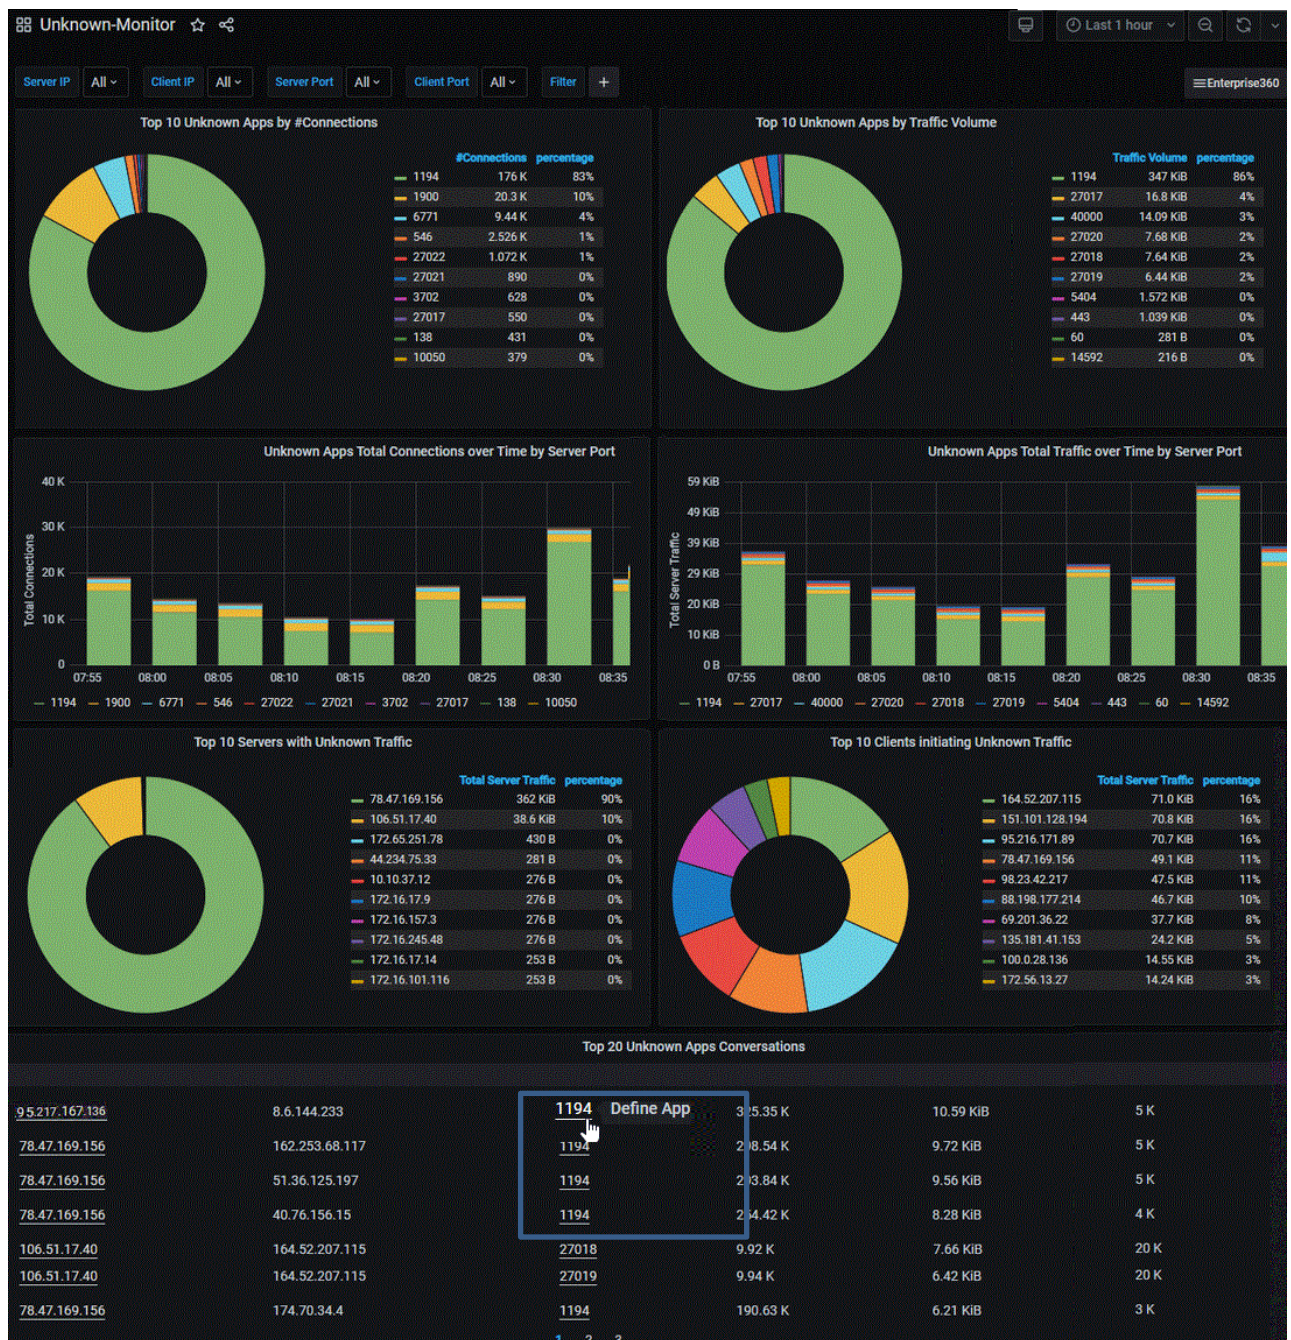 Unknown-Monitor
Last 1 hour
Server IP All Client IP All Server Port All Client Port All Filter +
Enterprise360
Top 10 Unknown Apps by #Connections
#Connections percentage
1194 176 K 83%
1900 20.3 K 10%
6771 9.44 K 4%
546 2.526 K 1%
27022 1.072 K 1%
27021 890 0%
3702 628 0%
27017 550 0%
138 431 0%
10050 379 0%
Top 10 Unknown Apps by Traffic Volume
Traffic Volume percentage
1194 347 KiB 86%
27017 16.8 KiB 4%
40000 14.09 KiB 3%
27020 7.68 KiB 2%
27018 7.64 KiB 2%
27019 6.44 KiB 2%
5404 1.572 KiB 0%
443 1.039 KiB 0%
60 281 B 0%
14592 216 B 0%
Unknown Apps Total Connections over Time by Server Port
Total Connections
40 K
30 K
20 K
10 K
0
07:55 08:00 08:05 08:10 08:15 08:20 08:25 08:30 08:35
1194 1900 6771 546 27022 27021 3702 27017 138 10050
Unknown Apps Total Traffic over Time by Server Port
Total Server Traffic
59 KiB
49 KiB
39 KiB
29 KiB
20 KiB
10 KiB
0 B
07:55 08:00 08:05 08:10 08:15 08:20 08:25 08:30 08:35
1194 27017 40000 27020 27018 27019 5404 443 60 14592
Top 10 Servers with Unknown Traffic
Total Server Traffic percentage
78.47.169.156 362 KiB 90%
106.51.17.40 38.6 KiB 10%
172.65.251.78 430 B 0%
44.234.75.33 281 B 0%
10.10.37.12 276 B 0%
172.16.17.9 276 B 0%
172.16.157.3 276 B 0%
172.16.245.48 276 B 0%
172.16.17.14 253 B 0%
172.16.101.116 253 B 0%
Top 10 Clients initiating Unknown Traffic
Total Server Traffic percentage
164.52.207.115 71.0 KiB 16%
151.101.128.194 70.8 KiB 16%
95.216.171.89 70.7 KiB 16%
78.47.169.156 49.1 KiB 11%
98.23.42.217 47.5 KiB 11%
88.198.177.214 46.7 KiB 10%
69.201.36.22 37.7 KiB 8%
135.181.41.153 24.2 KiB 5%
100.0.28.136 14.55 KiB 3%
172.56.13.27 14.24 KiB 3%
Top 20 Unknown Apps Conversations
95.217.167.136 8.6.144.233 1194 Define App 10.59 KiB 5 K
78.47.169.156 162.253.68.117 1194 9.72 KiB 5 K
78.47.169.156 51.36.125.197 1194 9.56 KiB 5 K
78.47.169.156 40.76.156.15 1194 8.28 KiB 4 K
106.51.17.40 164.52.207.115 27018 9.92 K 7.66 KiB 20 K
106.51.17.40 164.52.207.115 27019 9.94 K 6.42 KiB 20 K
78.47.169.156 174.70.34.4 1194 190.63 K 6.21 KiB 3 K
1 2 3